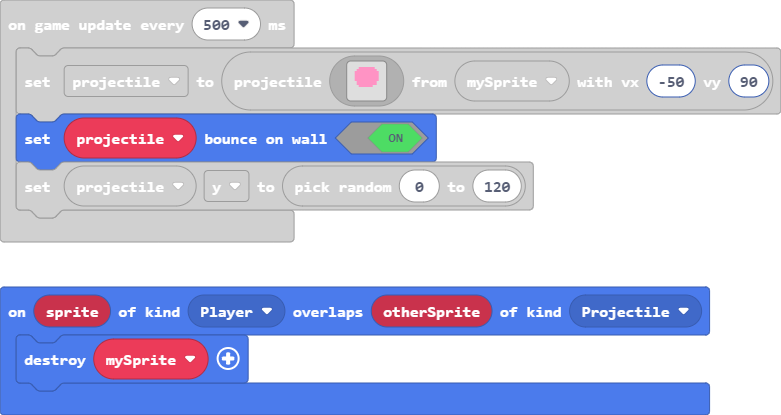 on game update every 500 ms
set projectile to projectile from mySprite with vx -50 vy 90
set projectile bounce on wall ON
set projectile y to pick random 0 to 120
on sprite of kind Player overlaps otherSprite of kind Projectile
destroy mySprite